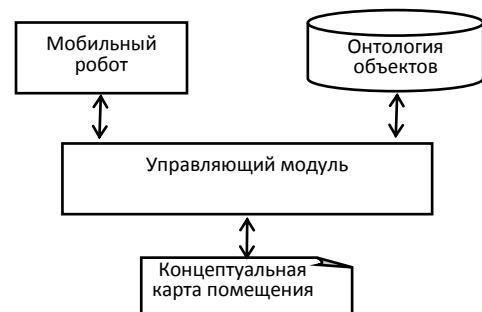 Мобильный
робот
Онтология
объектов
Управляющий модуль
Концептуальная
карта помещения